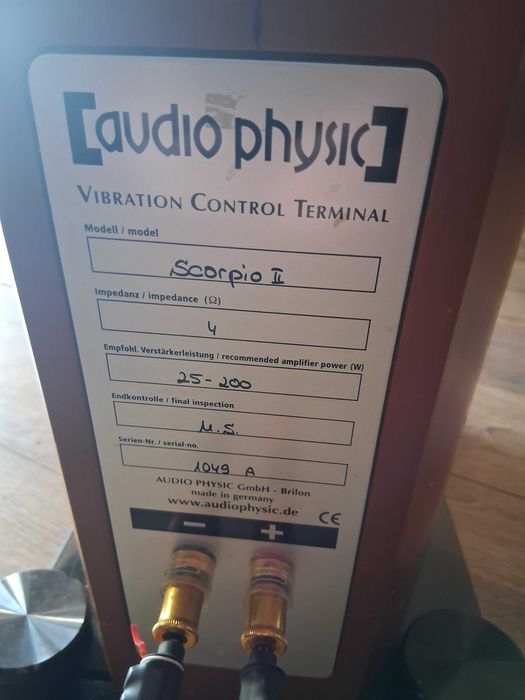 [audio physic]
VIBRATION CONTROL TERMINAL
Modell / model
Scorpio II
Impedanz / impedance (Ω)
4
Empfohl. Verstärkerleistung / recommended amplifier power (W)
25-200
Endkontrolle / final inspection
M.S.
Serien-Nr. / serial-no.
1049 A
AUDIO PHYSIC GmbH - Brilon
made in germany
www.audiophysic.de
CE
− +